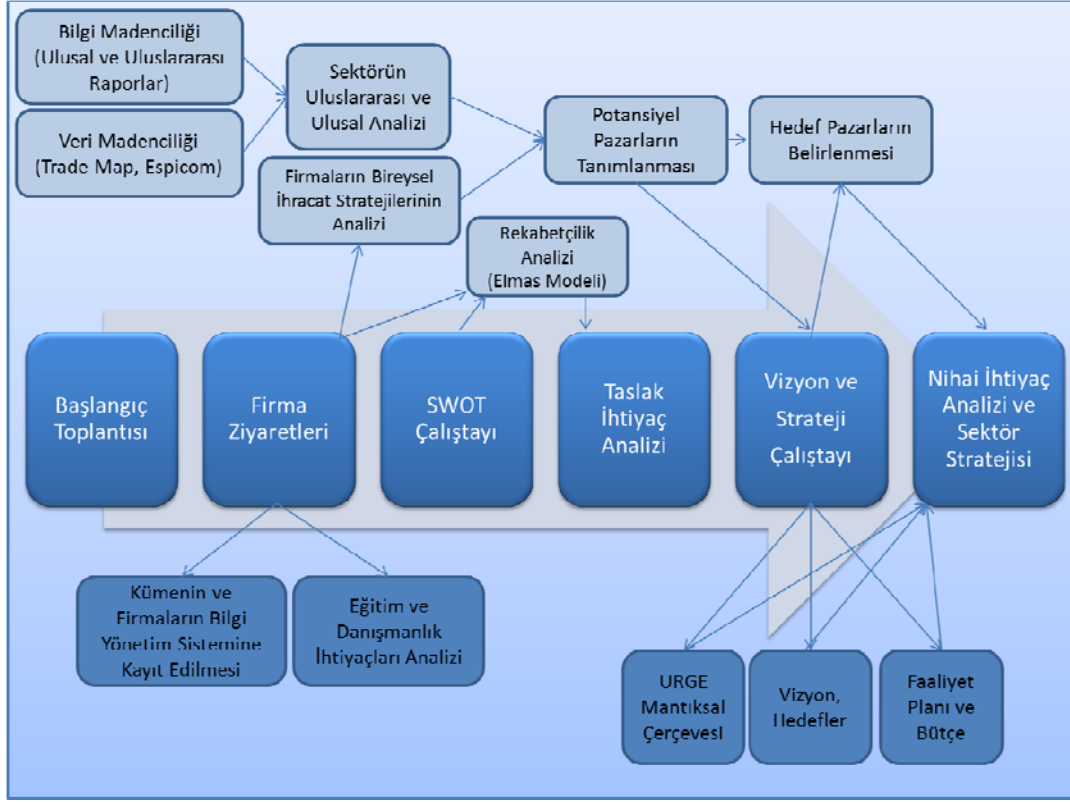 Bilgi Madenciliği
(Ulusal ve Uluslararası
Raporlar)
Veri Madenciliği
(Trade Map, Espicom)
Sektörün
Uluslararası ve
Ulusal Analizi
Firmaların Bireysel
İhracat Stratejilerinin
Analizi
Potansiyel
Pazarların
Tanımlanması
Hedef Pazarların
Belirlenmesi
Rekabetçilik
Analizi
(Elmas Modeli)
Başlangıç
Toplantısı
Firma
Ziyaretleri
SWOT
Çalıştayı
Taslak
İhtiyaç
Analizi
Vizyon ve
Strateji
Çalıştayı
Nihai İhtiyaç
Analizi ve
Sektör
Stratejisi
Kümenin ve
Firmaların Bilgi
Yönetim Sistemine
Kayıt Edilmesi
Eğitim ve
Danışmanlık
İhtiyaçları Analizi
URGE
Mantıksal
Çerçevesi
Vizyon,
Hedefler
Faaliyet
Planı ve
Bütçe